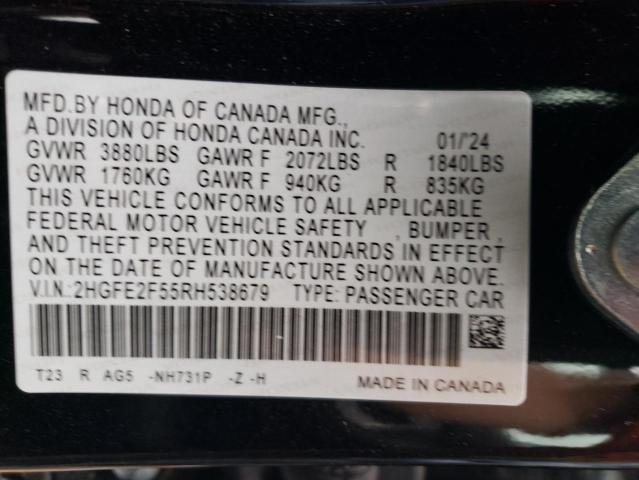 MFD.BY HONDA OF CANADA MFG.,
A DIVISION OF HONDA CANADA INC. 01/'24
GVWR 3880LBS GAWR F 2072LBS R 1840LBS
GVWR 1760KG GAWR F 940KG R 835KG
THIS VEHICLE CONFORMS TO ALL APPLICABLE
FEDERAL MOTOR VEHICLE SAFETY , BUMPER ,
AND THEFT PREVENTION STANDARDS IN EFFECT
ON THE DATE OF MANUFACTURE SHOWN ABOVE.
V.I.N.:2HGFE2F55RH538679 TYPE: PASSENGER CAR
T23 R AG5 -NH731P -Z -H MADE IN CANADA